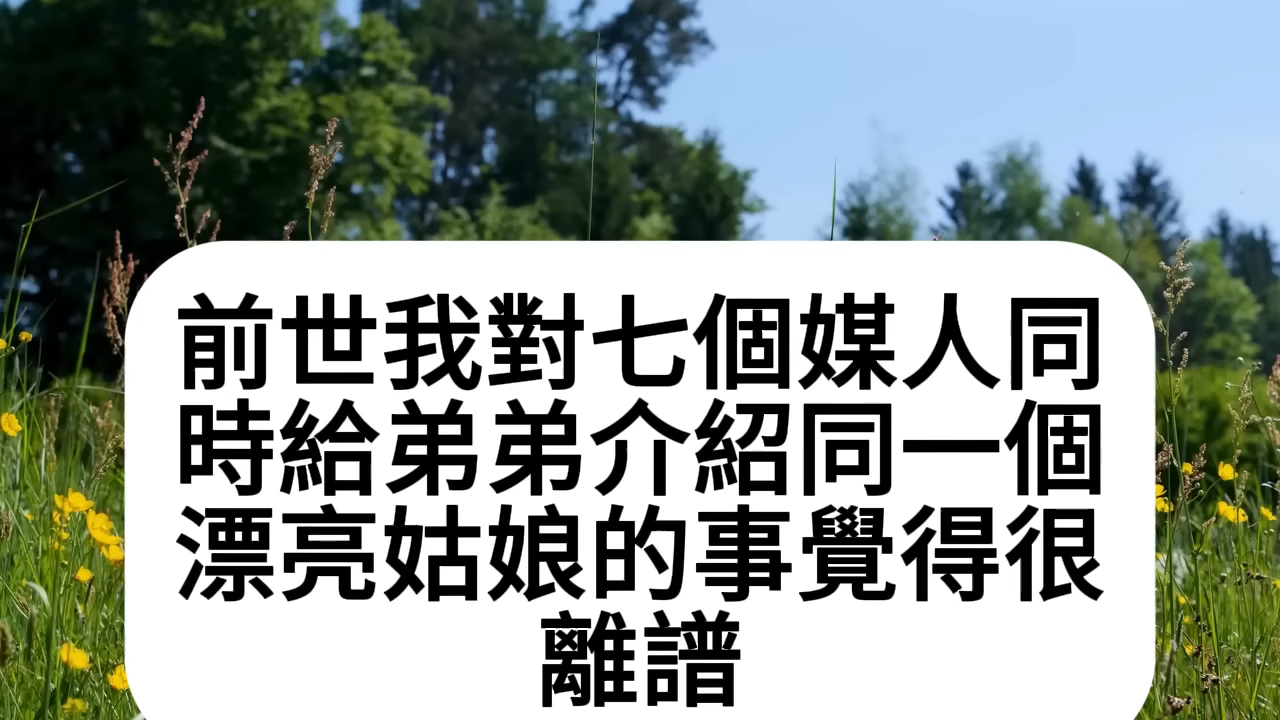 前世我對七個媒人同
時給弟弟介紹同一個
漂亮姑娘的事覺得很
離譜